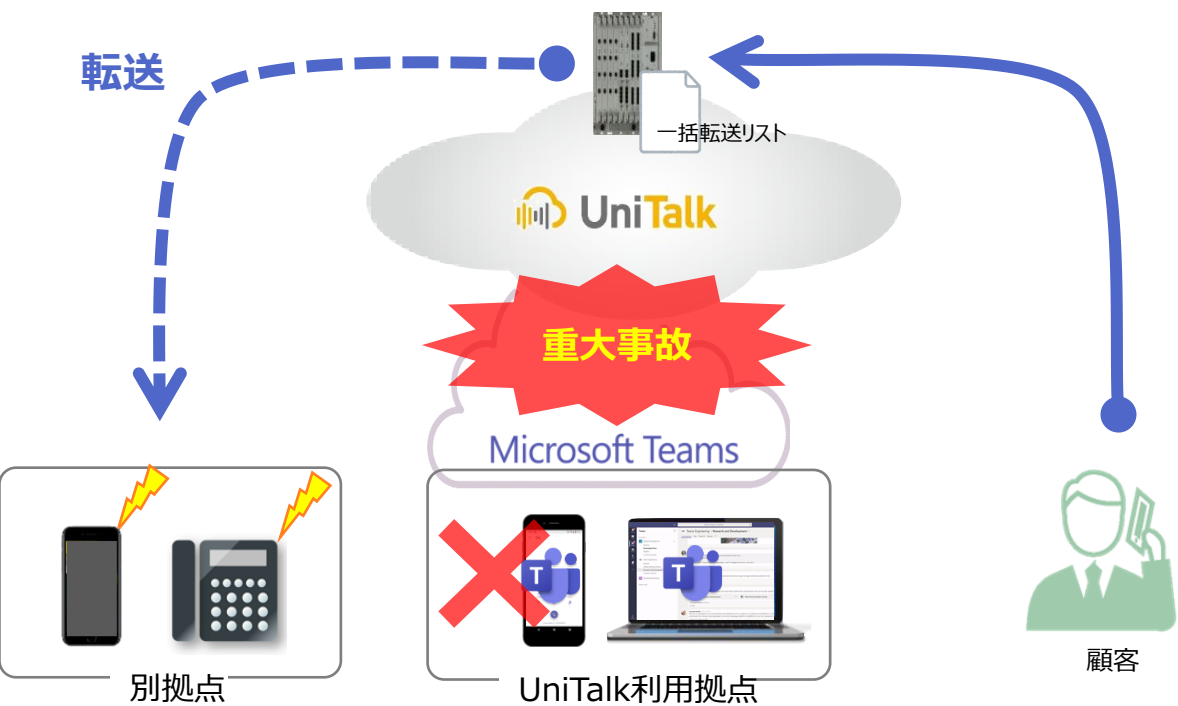 転送
一括転送リスト
UniTalk
重大事故
Microsoft Teams
T
T
別拠点
UniTalk利用拠点
顧客